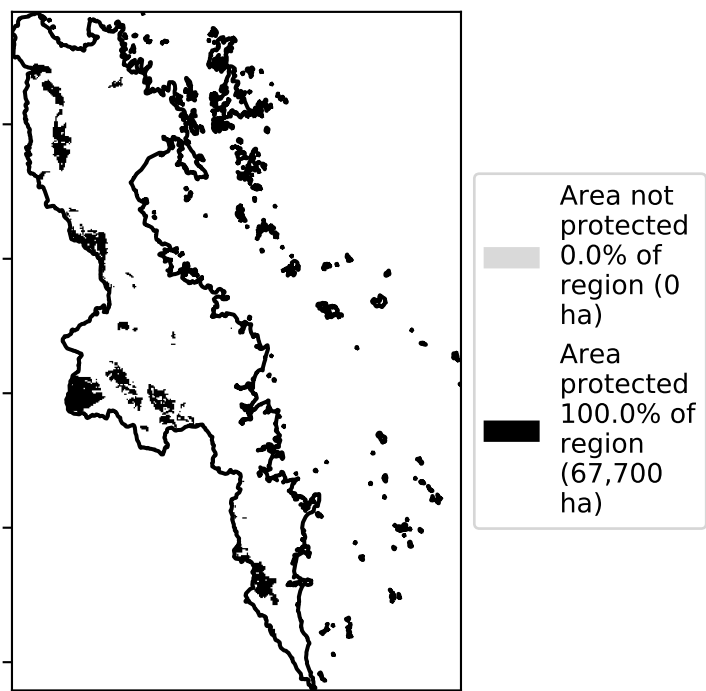 Area not
protected
0.0% of
region (0
ha)
Area
protected
100.0% of
region
(67,700
ha)